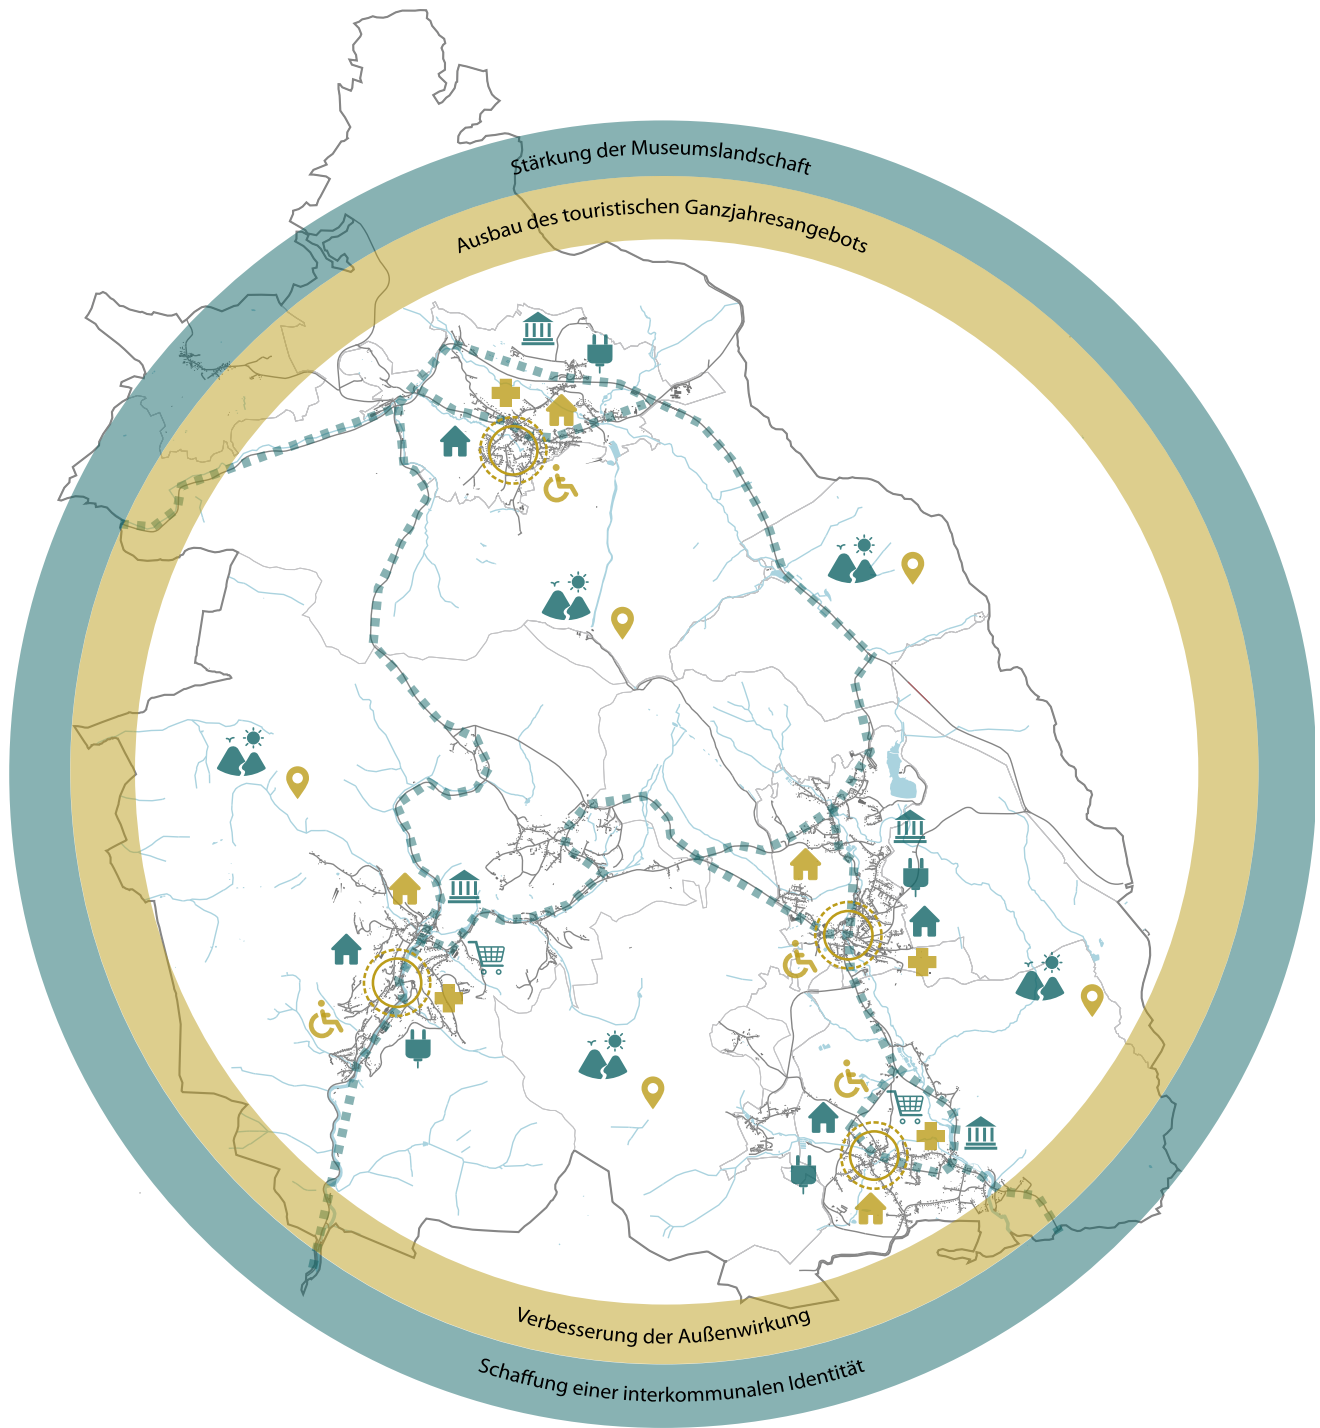 Stärkung der Museumslandschaft
Ausbau des touristischen Ganzjahresangebots
Verbesserung der Außenwirkung
Schaffung einer interkommunalen Identität